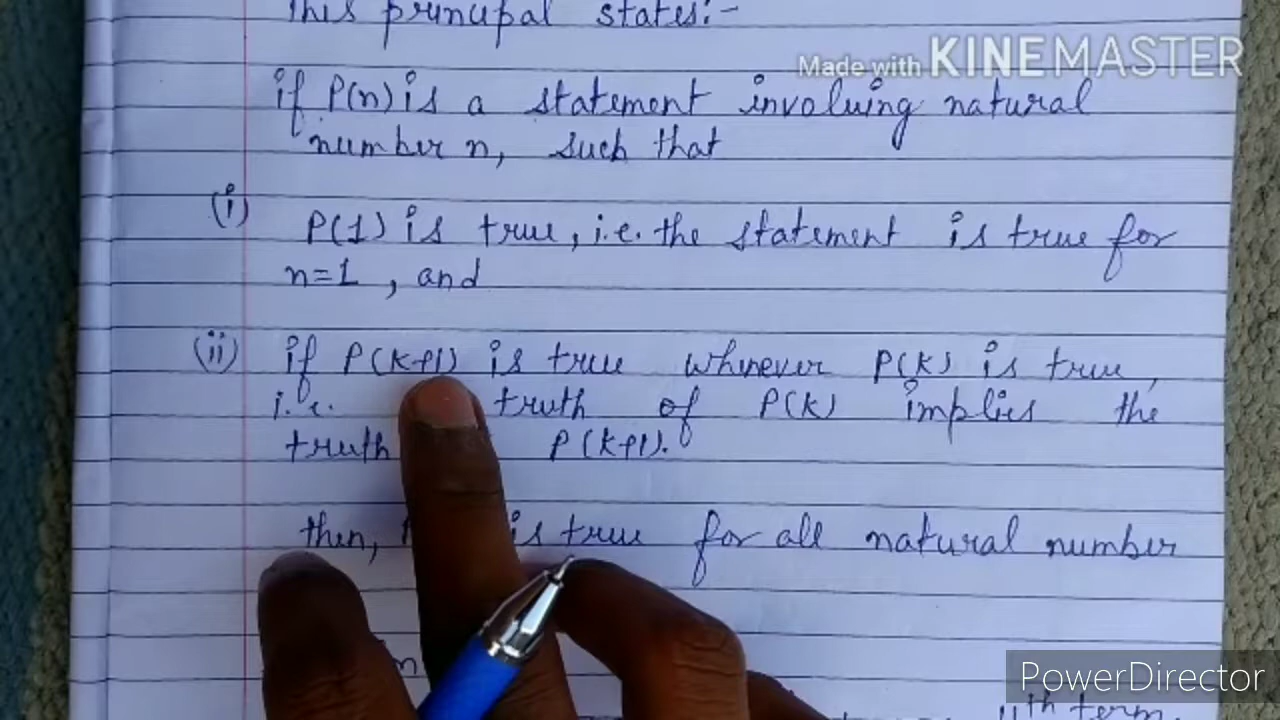 This principal states:-
Made with KINEMASTER
if P(n) is a statement involving natural
number n, such that
(i) P(1) is true, i.e. the statement is true for
n=1, and
(ii) if P(k+1) is true whenever P(k) is true,
i.e. truth of P(k) implies the
truth P(k+1).
then, is true for all natural number
PowerDirector
11th term